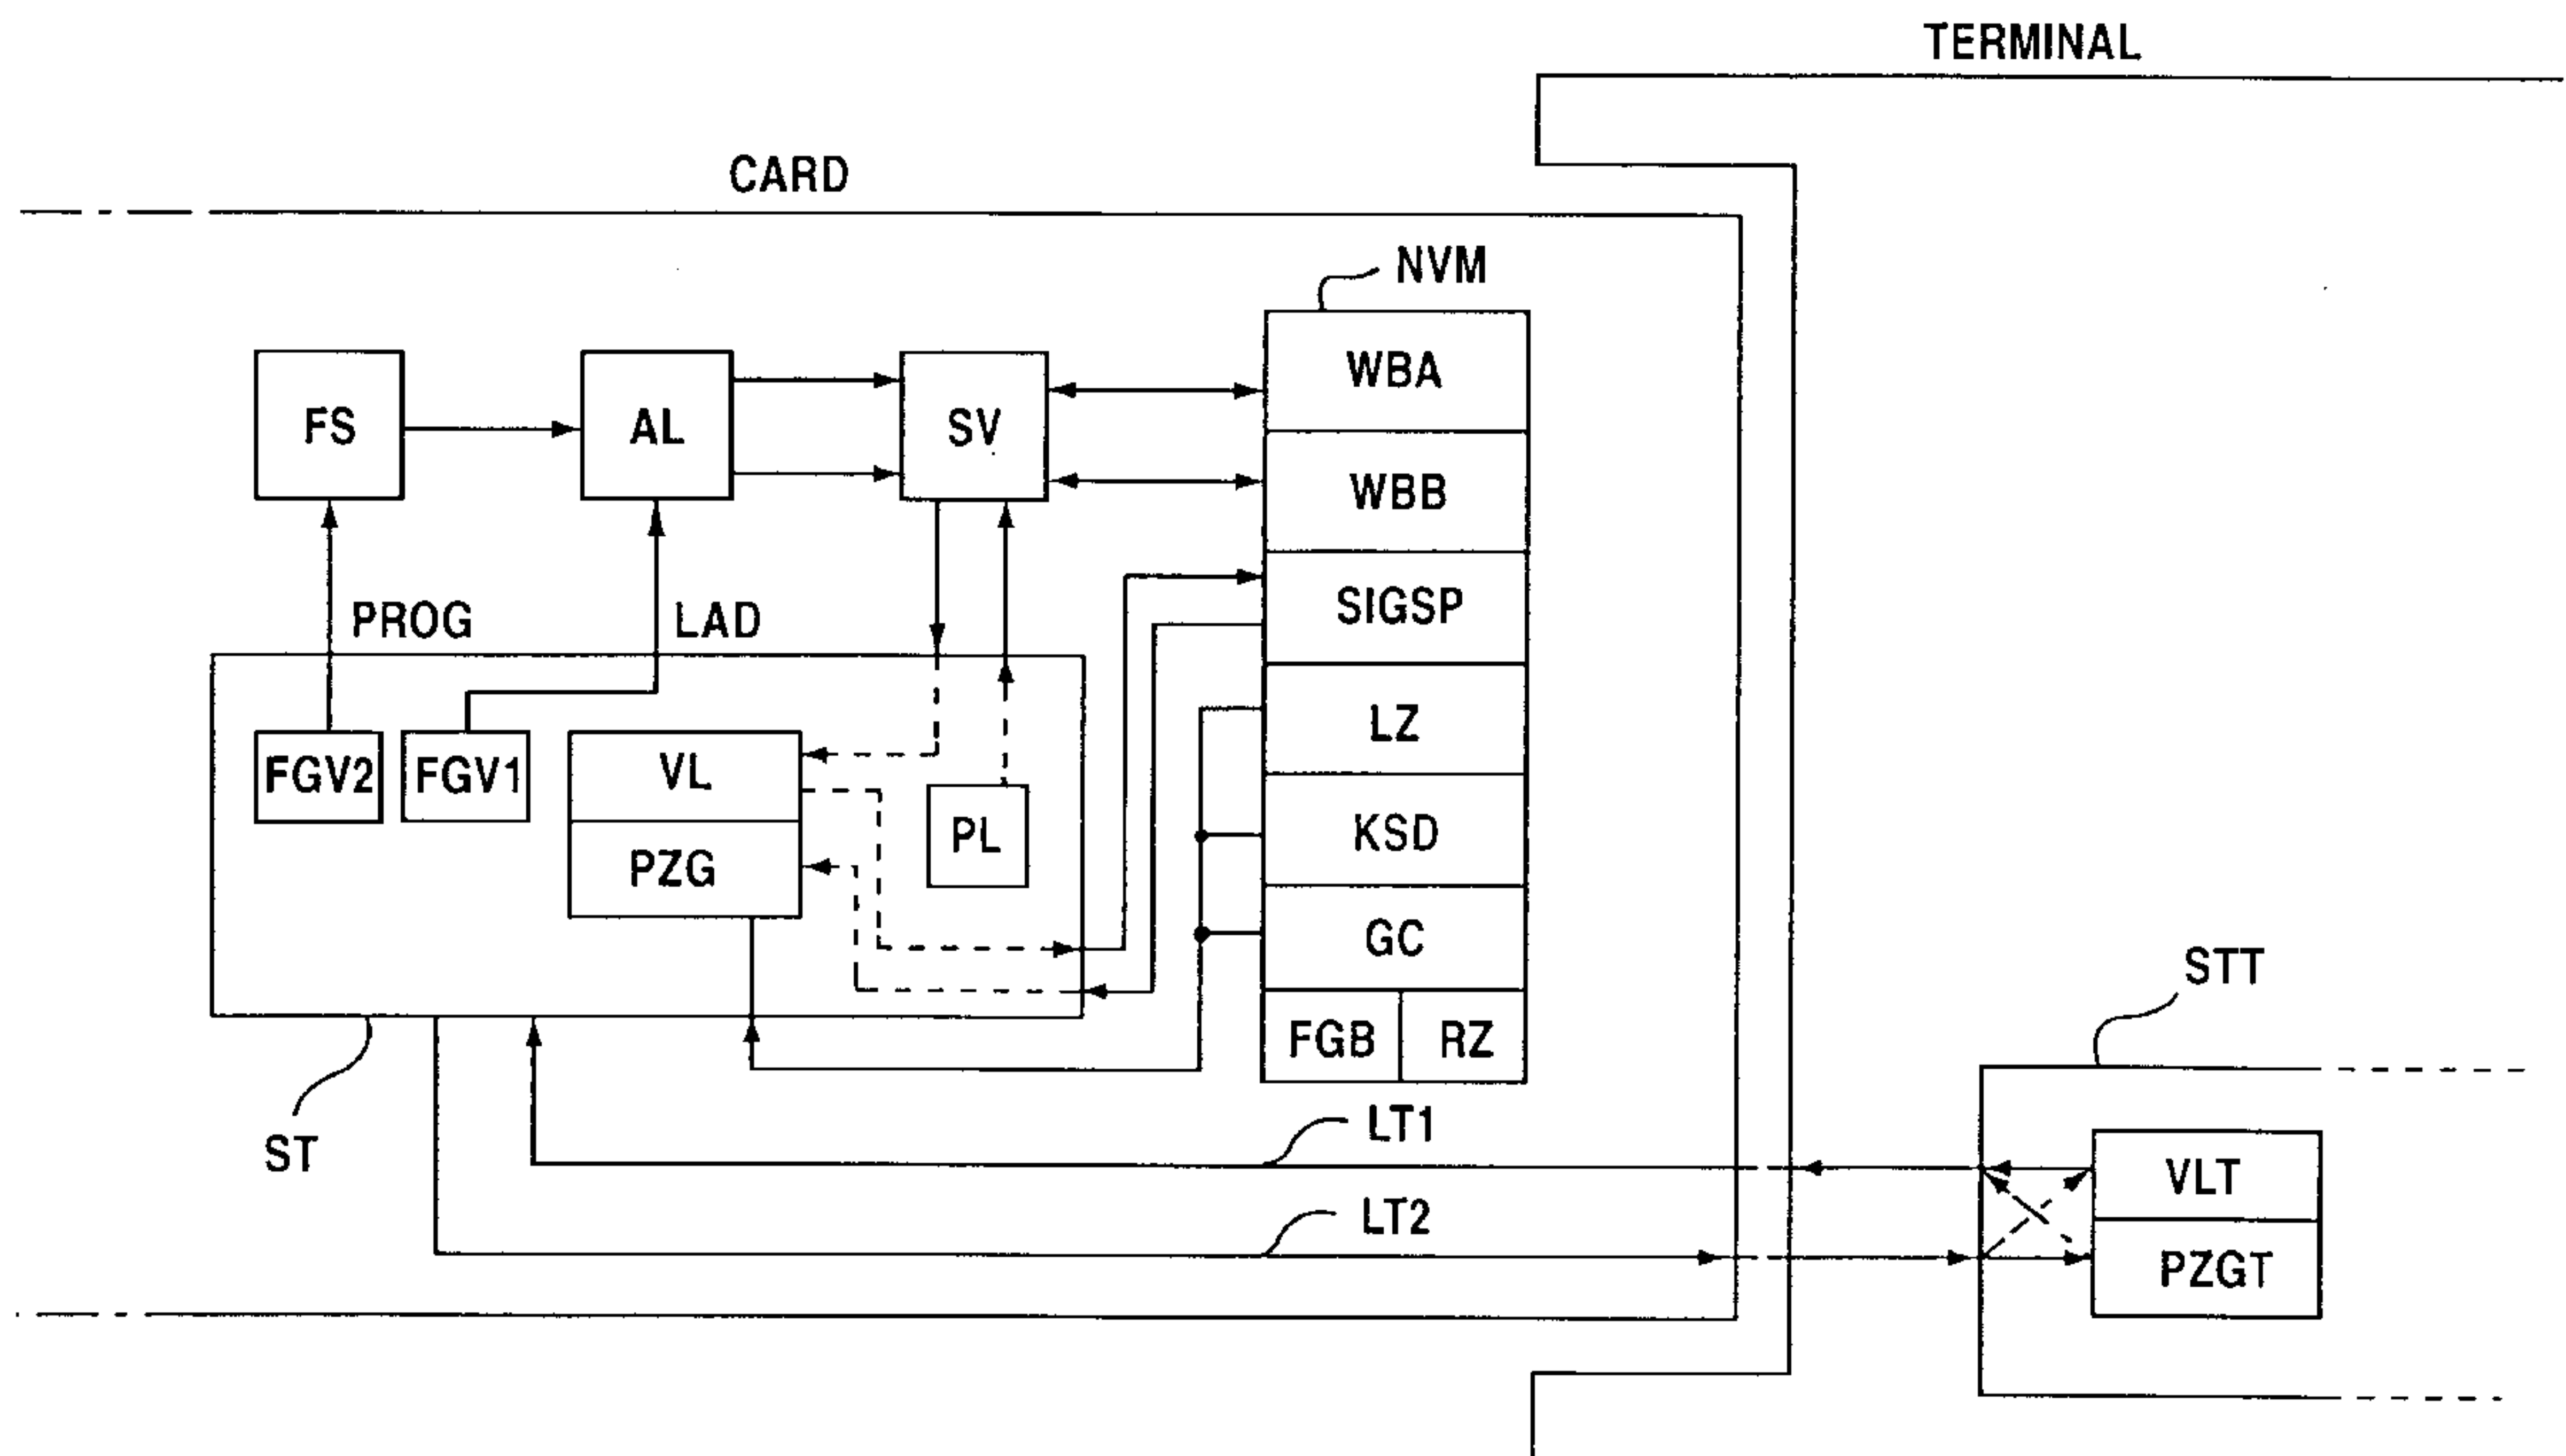 TERMINAL
CARD
NVM
WBA
FS
AL
SV
WBB
SIGSP
PROG
LAD
LZ
FGV2
FGV1
VL
PL
KSD
PZG
GC
STT
FGB
RZ
LT1
ST
VLT
LT2
PZGT